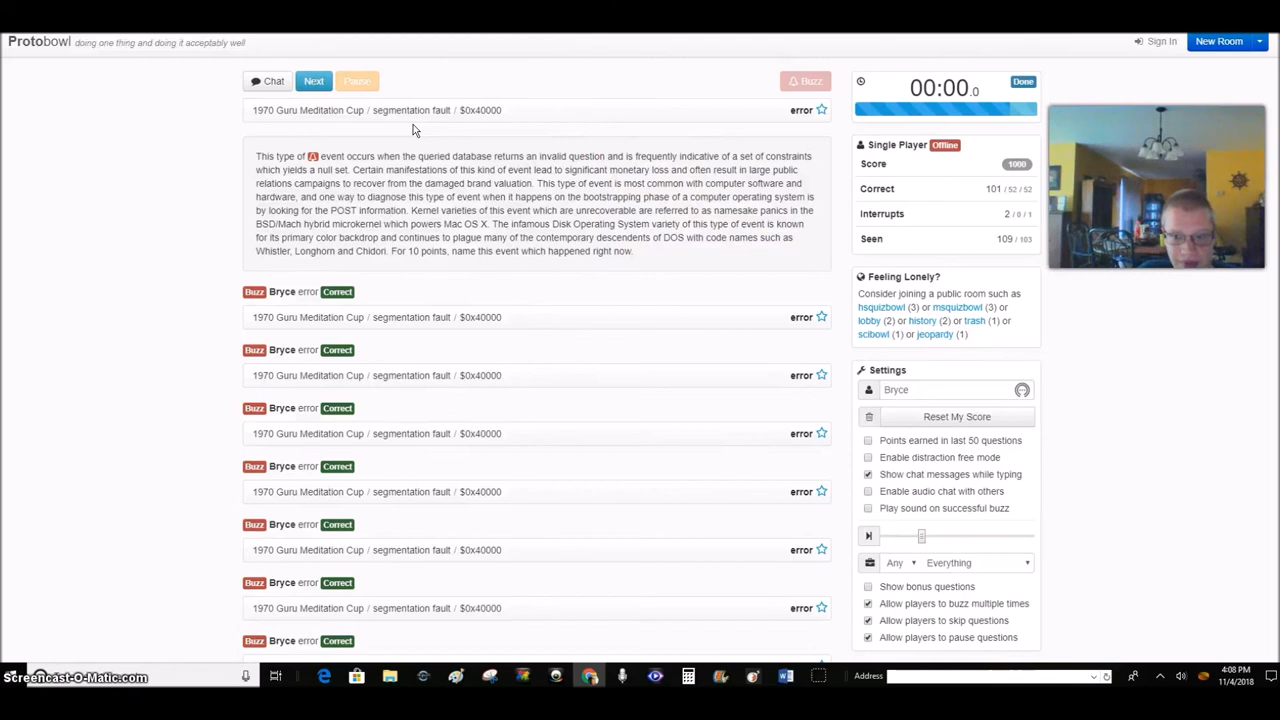 Protobowl doing one thing and doing it acceptably well
Sign In
New Room
Chat
Next
Pause
Buzz
1970 Guru Meditation Cup / segmentation fault / $0x40000 error
This type of event occurs when the queried database returns an invalid question and is frequently indicative of a set of constraints
which yields a null set. Certain manifestations of this kind of event lead to significant monetary loss and often result in large public
relations campaigns to recover from the damaged brand valuation. This type of event is most common with computer software and
hardware, and one way to diagnose this type of event when it happens on the bootstrapping phase of a computer operating system is
by looking for the POST information. Kernel varieties of this event which are unrecoverable are referred to as namesake panics in the
BSD/Mach hybrid microkernel which powers Mac OS X. The infamous Disk Operating System variety of this type of event is known
for its primary color backdrop and continues to plague many of the contemporary descendents of DOS with code names such as
Whistler, Longhorn and Chidori. For 10 points, name this event which happened right now.
Buzz Bryce error Correct
1970 Guru Meditation Cup / segmentation fault / $0x40000 error
Buzz Bryce error Correct
1970 Guru Meditation Cup / segmentation fault / $0x40000 error
Buzz Bryce error Correct
1970 Guru Meditation Cup / segmentation fault / $0x40000 error
Buzz Bryce error Correct
1970 Guru Meditation Cup / segmentation fault / $0x40000 error
Buzz Bryce error Correct
1970 Guru Meditation Cup / segmentation fault / $0x40000 error
Buzz Bryce error Correct
1970 Guru Meditation Cup / segmentation fault / $0x40000 error
Buzz Bryce error Correct
00:00.0
Done
Single Player Offline
Score 1000
Correct 101 / 52 / 52
Interrupts 2 / 0 / 1
Seen 109 / 103
Feeling Lonely?
Consider joining a public room such as
hsquizbowl (3) or msquizbowl (3) or
lobby (2) or history (2) or trash (1) or
scibowl (1) or jeopardy (1)
Settings
Bryce
Reset My Score
Points earned in last 50 questions
Enable distraction free mode
Show chat messages while typing
Enable audio chat with others
Play sound on successful buzz
Any Everything
Show bonus questions
Allow players to buzz multiple times
Allow players to skip questions
Allow players to pause questions
Screencast-O-Matic.com
Address
4:08 PM
11/4/2018